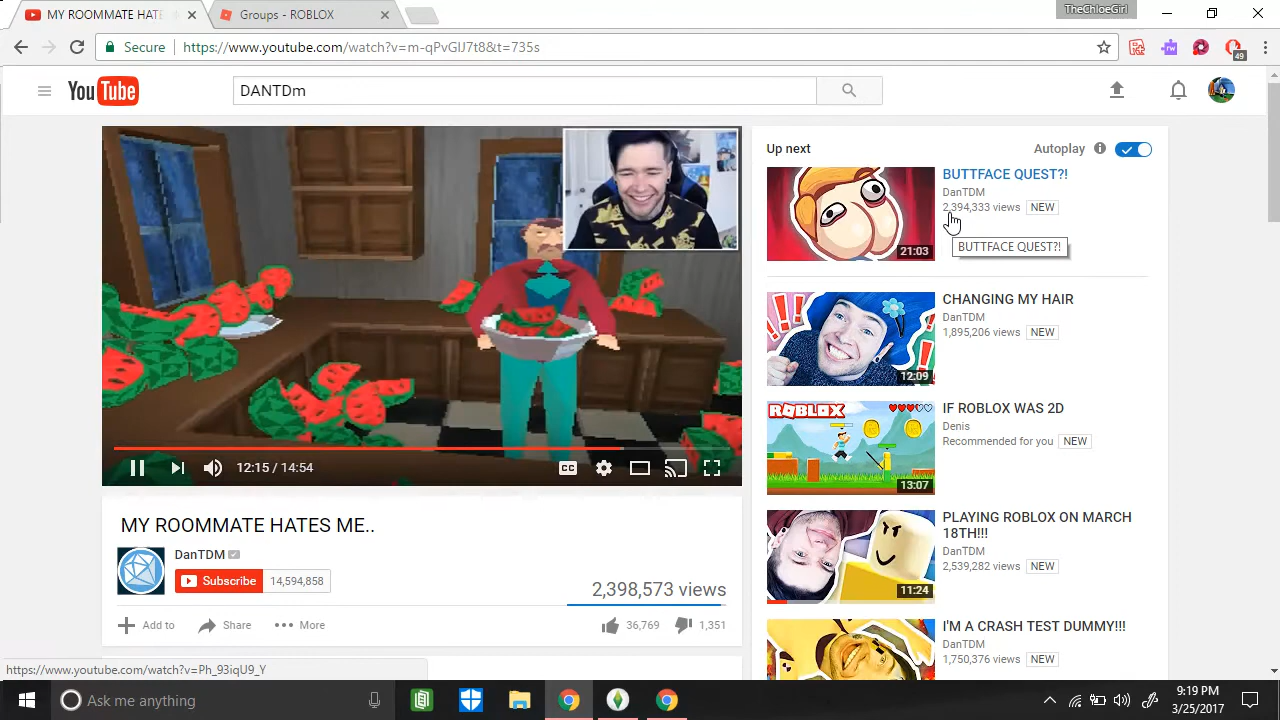 MY ROOMMATE HATE
Groups - ROBLOX
TheChloeGirl
Secure
https://www.youtube.com/watch?v=m-qPvGIJ7t8&t=735s
49
YouTube
DANTDm
Up next
Autoplay
BUTTFACE QUEST?!
DanTDM
2,394,333 views NEW
21:03
BUTTFACE QUEST?!
CHANGING MY HAIR
DanTDM
1,895,206 views NEW
12:09
ROBLOX
IF ROBLOX WAS 2D
Denis
Recommended for you NEW
13:07
PLAYING ROBLOX ON MARCH
18TH!!!
DanTDM
2,539,282 views NEW
11:24
I'M A CRASH TEST DUMMY!!!
DanTDM
1,750,376 views NEW
12:15 / 14:54
CC
MY ROOMMATE HATES ME..
DanTDM
Subscribe 14,594,858
2,398,573 views
Add to Share More 36,769 1,351
https://www.youtube.com/watch?v=Ph_93iqU9_Y
Ask me anything
9:19 PM
3/25/2017